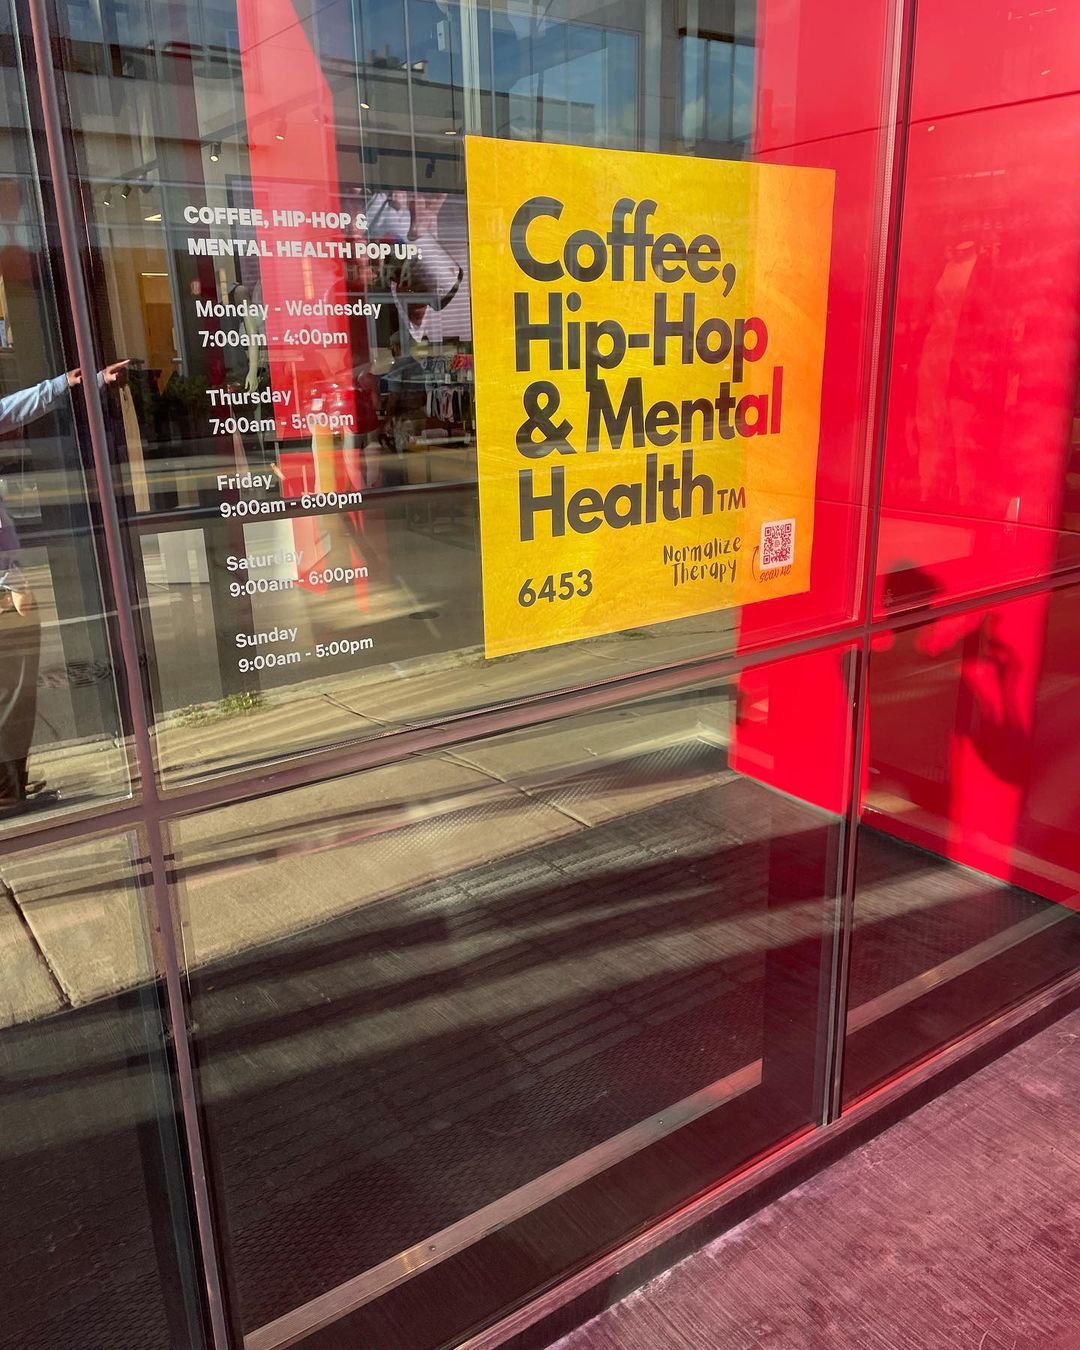 COFFEE, HIP-HOP &
MENTAL HEALTH POP UP:
Monday - Wednesday
7:00am - 4:00pm
Thursday
7:00am - 5:00pm
Friday
9:00am - 6:00pm
Saturday
9:00am - 6:00pm
Sunday
9:00am - 5:00pm
Coffee,
Hip-Hop
& Mental
Health TM
Normalize
Therapy
SCAN ME
6453